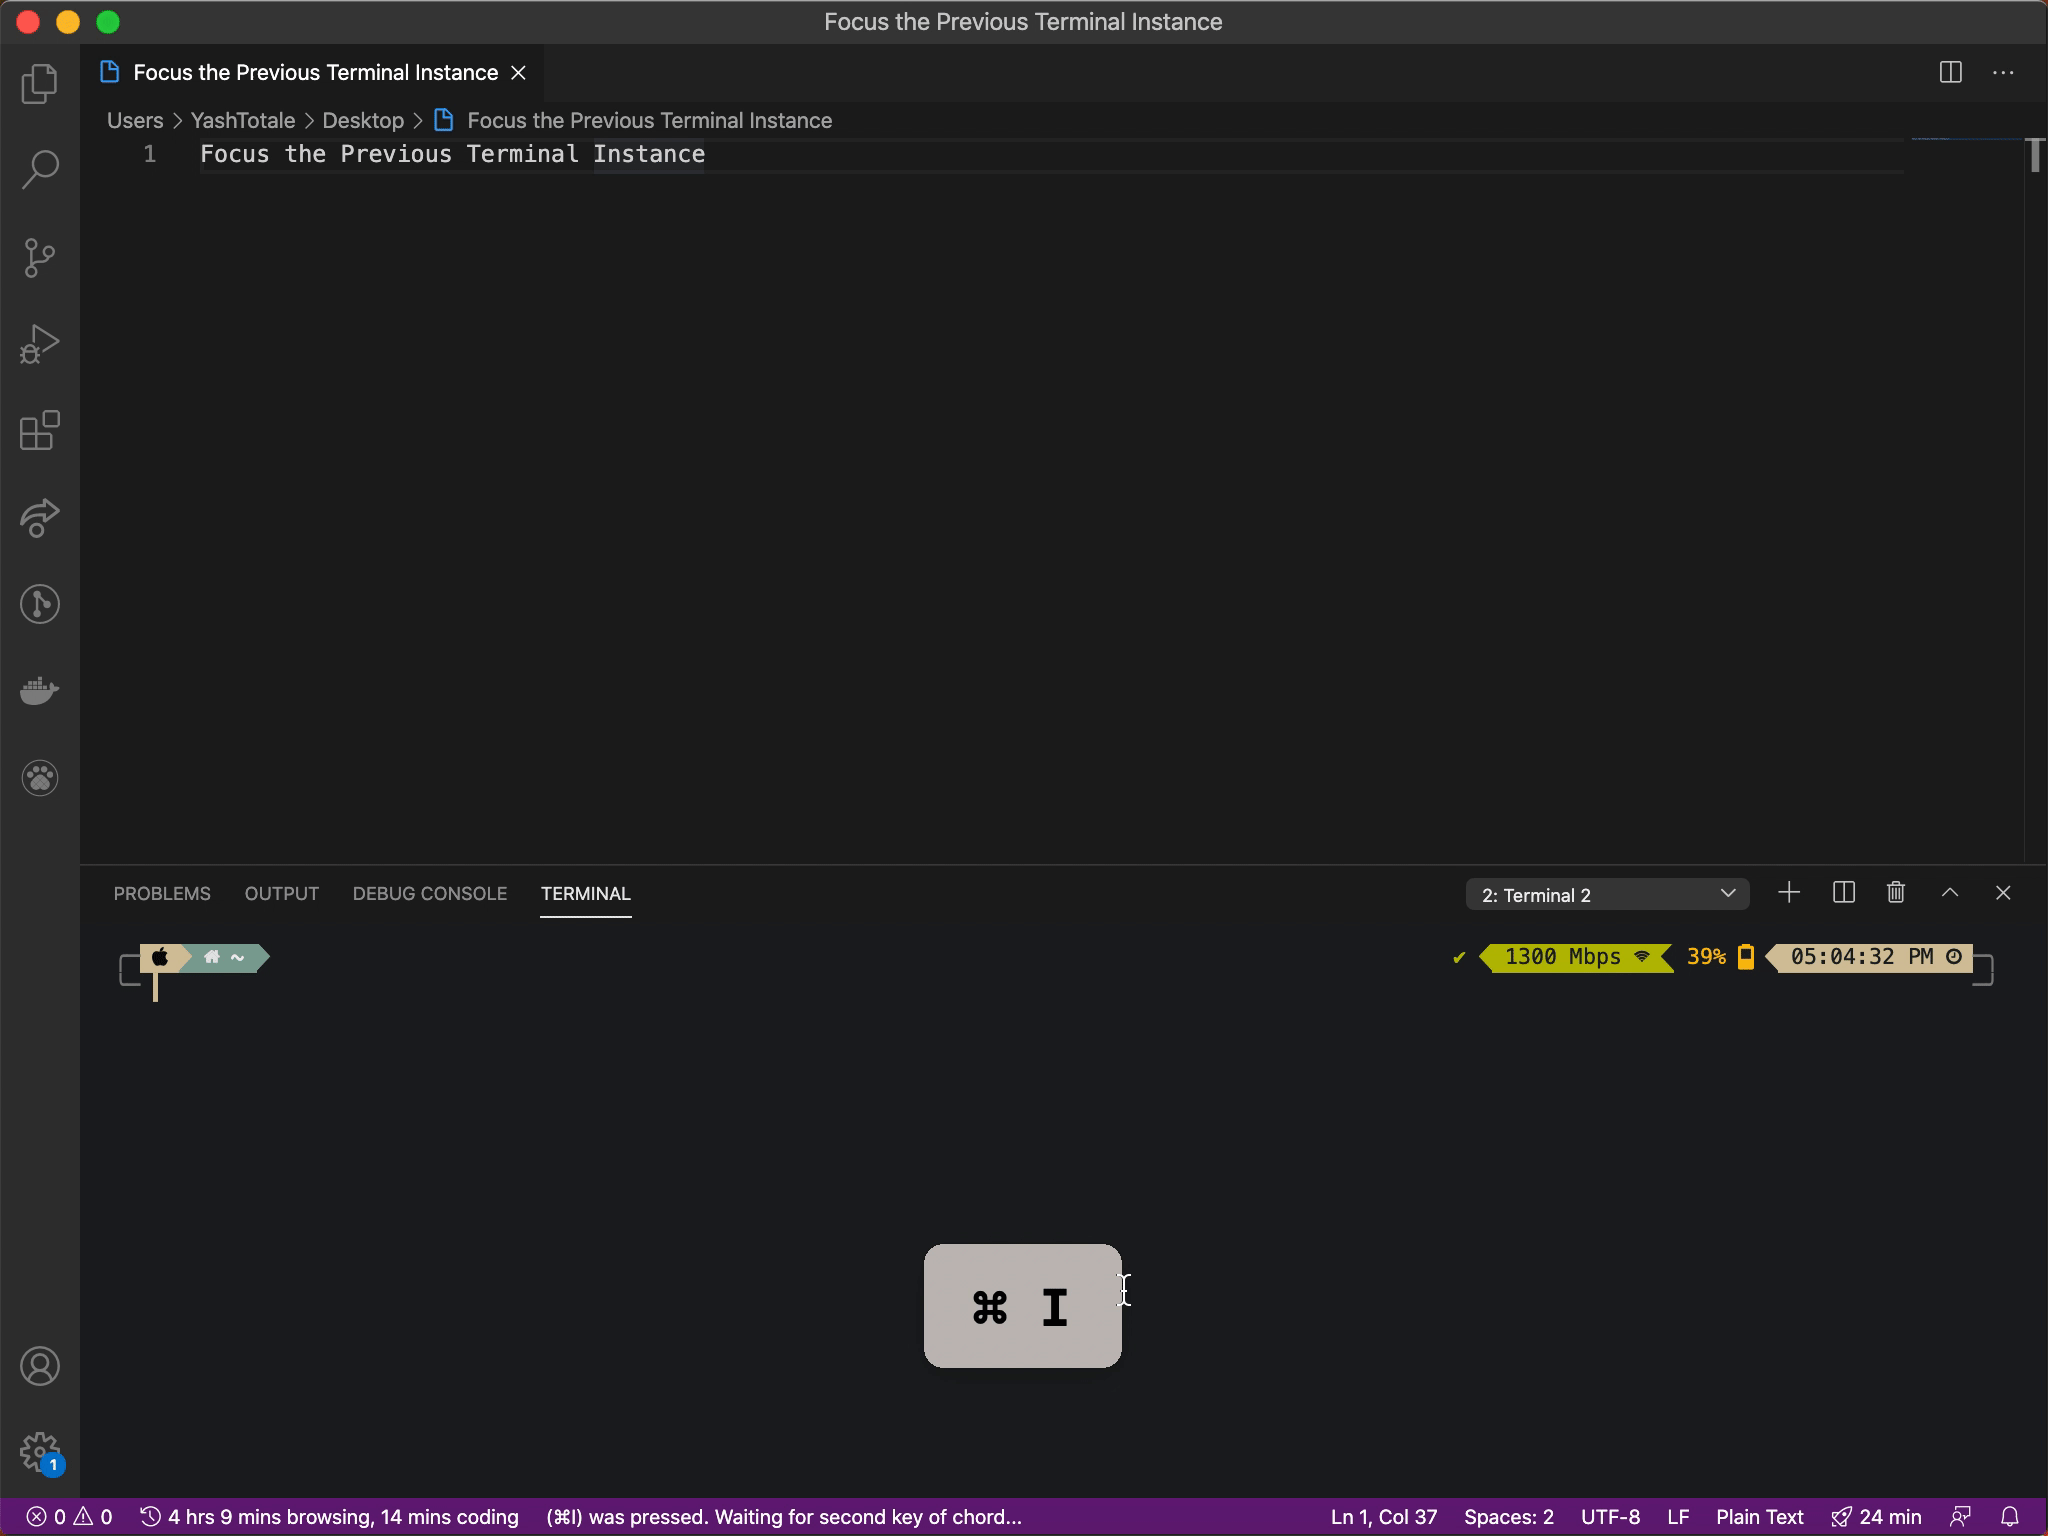 Focus the Previous Terminal Instance
Focus the Previous Terminal Instance
Users > YashTotale > Desktop > Focus the Previous Terminal Instance
1 Focus the Previous Terminal Instance
PROBLEMS OUTPUT DEBUG CONSOLE TERMINAL 2: Terminal 2
~ ✔ 1300 Mbps 39% 05:04:32 PM
⌘ I
1
0 0 4 hrs 9 mins browsing, 14 mins coding (⌘I) was pressed. Waiting for second key of chord... Ln 1, Col 37 Spaces: 2 UTF-8 LF Plain Text 24 min